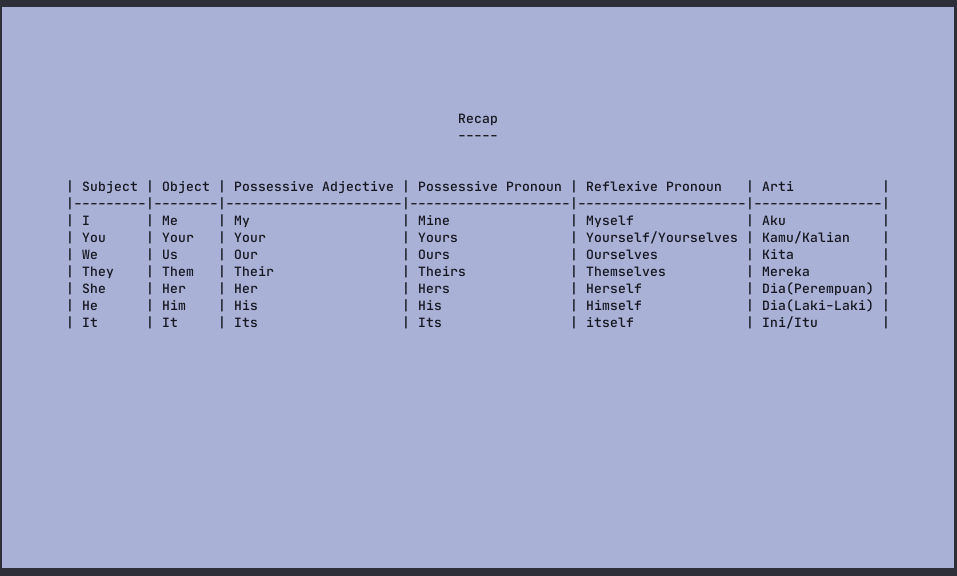 Recap
-----
| Subject | Object | Possessive Adjective | Possessive Pronoun | Reflexive Pronoun   | Arti           |
|---------|--------|----------------------|--------------------|---------------------|----------------|
| I       | Me     | My                   | Mine               | Myself              | Aku            |
| You     | Your   | Your                 | Yours              | Yourself/Yourselves | Kamu/Kalian    |
| We      | Us     | Our                  | Ours               | Ourselves           | Kita           |
| They    | Them   | Their                | Theirs             | Themselves          | Mereka         |
| She     | Her    | Her                  | Hers               | Herself             | Dia(Perempuan) |
| He      | Him    | His                  | His                | Himself             | Dia(Laki-Laki) |
| It      | It     | Its                  | Its                | itself              | Ini/Itu        |